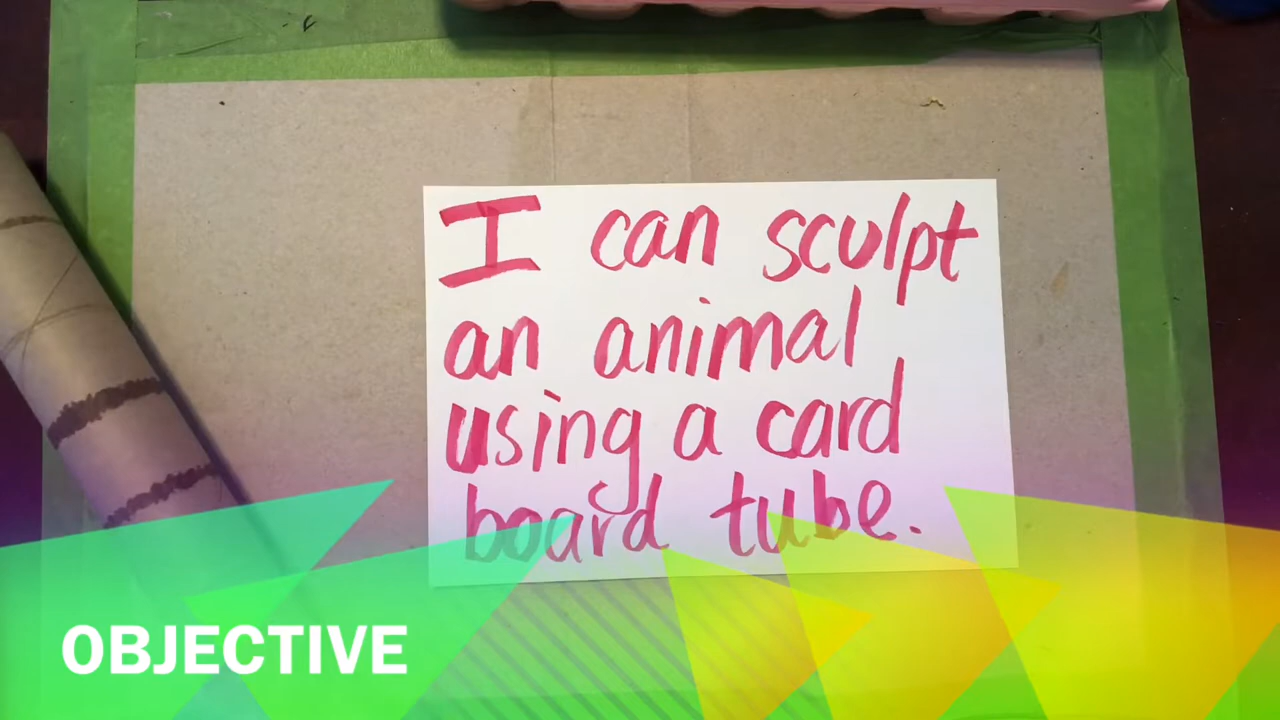 I can sculpt
an animal
using a card
board tube.
OBJECTIVE